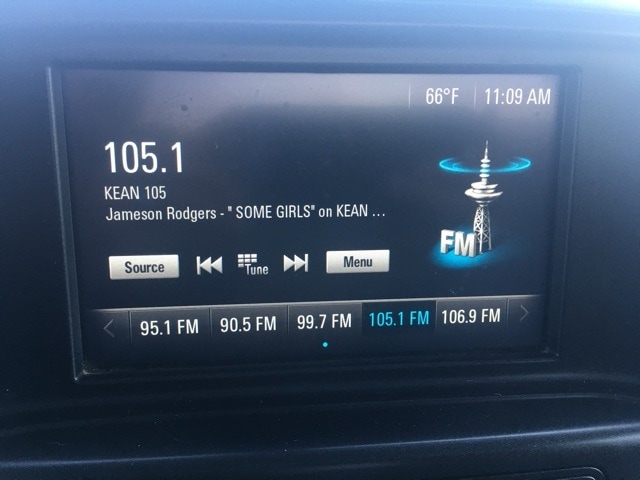 66°F 11:09 AM
105.1
KEAN 105
Jameson Rodgers - " SOME GIRLS" on KEAN ...
FM
Source Tune Menu
95.1 FM 90.5 FM 99.7 FM 105.1 FM 106.9 FM